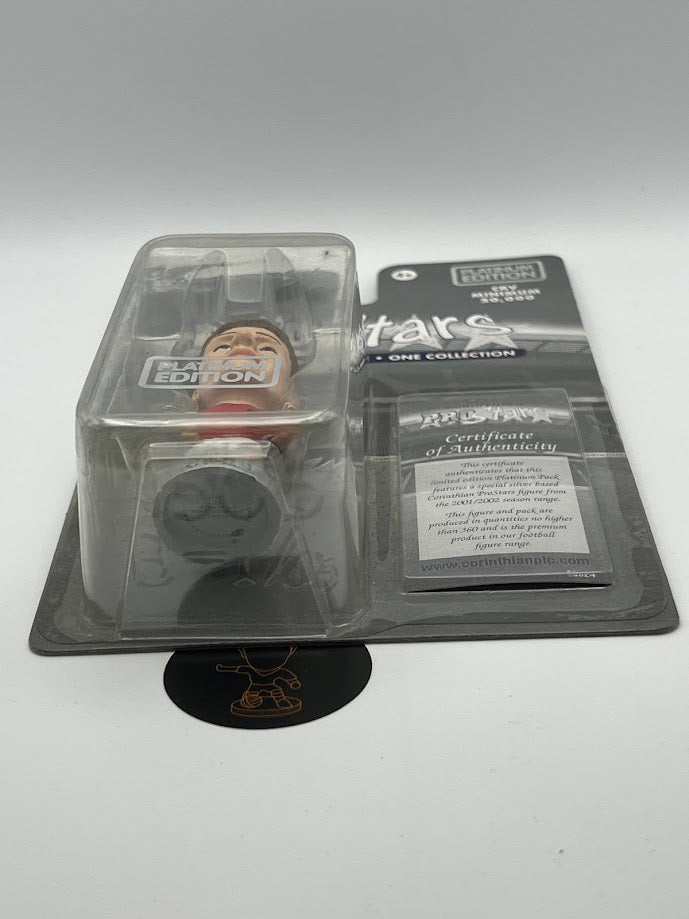 PLATINUM
EDITION
CRV
MINIMUM
20,000
Stars
• ONE COLLECTION
PLATINUM
EDITION
PROSTARS
Certificate
of Authenticity
This certificate
authenticates that this
limited edition Platinum Pack
features a special silver based
Corinthian ProStars figure from
the 2001/2002 season range.
This figure and pack are
produced in quantities no higher
than 360 and is the premium
product in our football
figure range.
www.corinthianplc.com